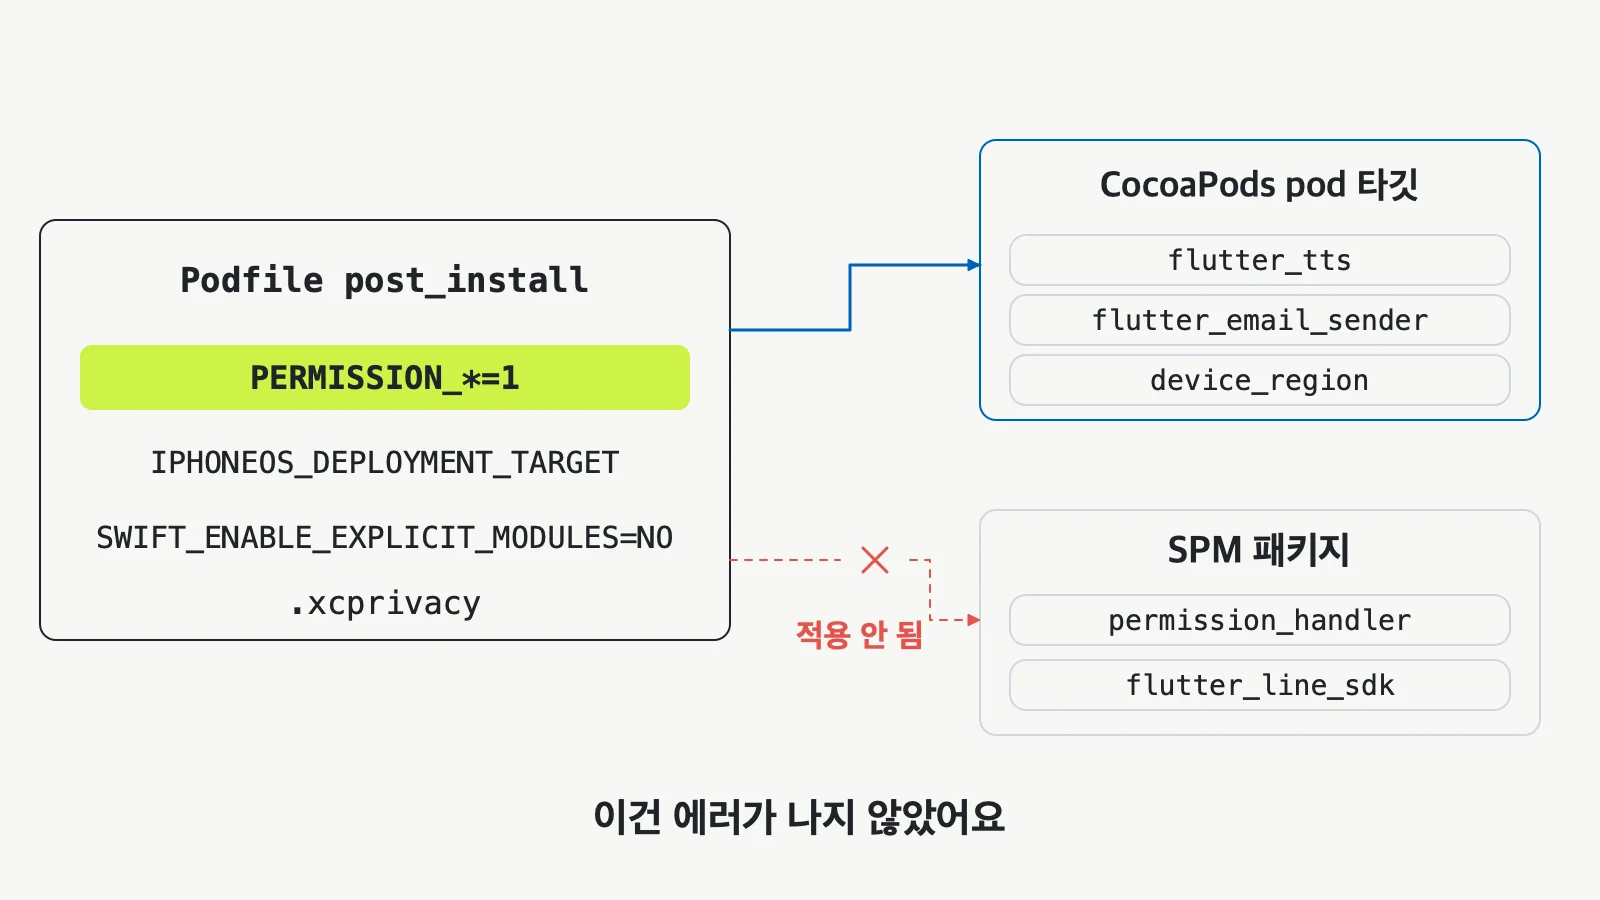 Podfile post_install
PERMISSION_*=1
IPHONEOS_DEPLOYMENT_TARGET
SWIFT_ENABLE_EXPLICIT_MODULES=NO
.xcprivacy
적용 안 됨
CocoaPods pod 타깃
flutter_tts
flutter_email_sender
device_region
SPM 패키지
permission_handler
flutter_line_sdk
이건 에러가 나지 않았어요